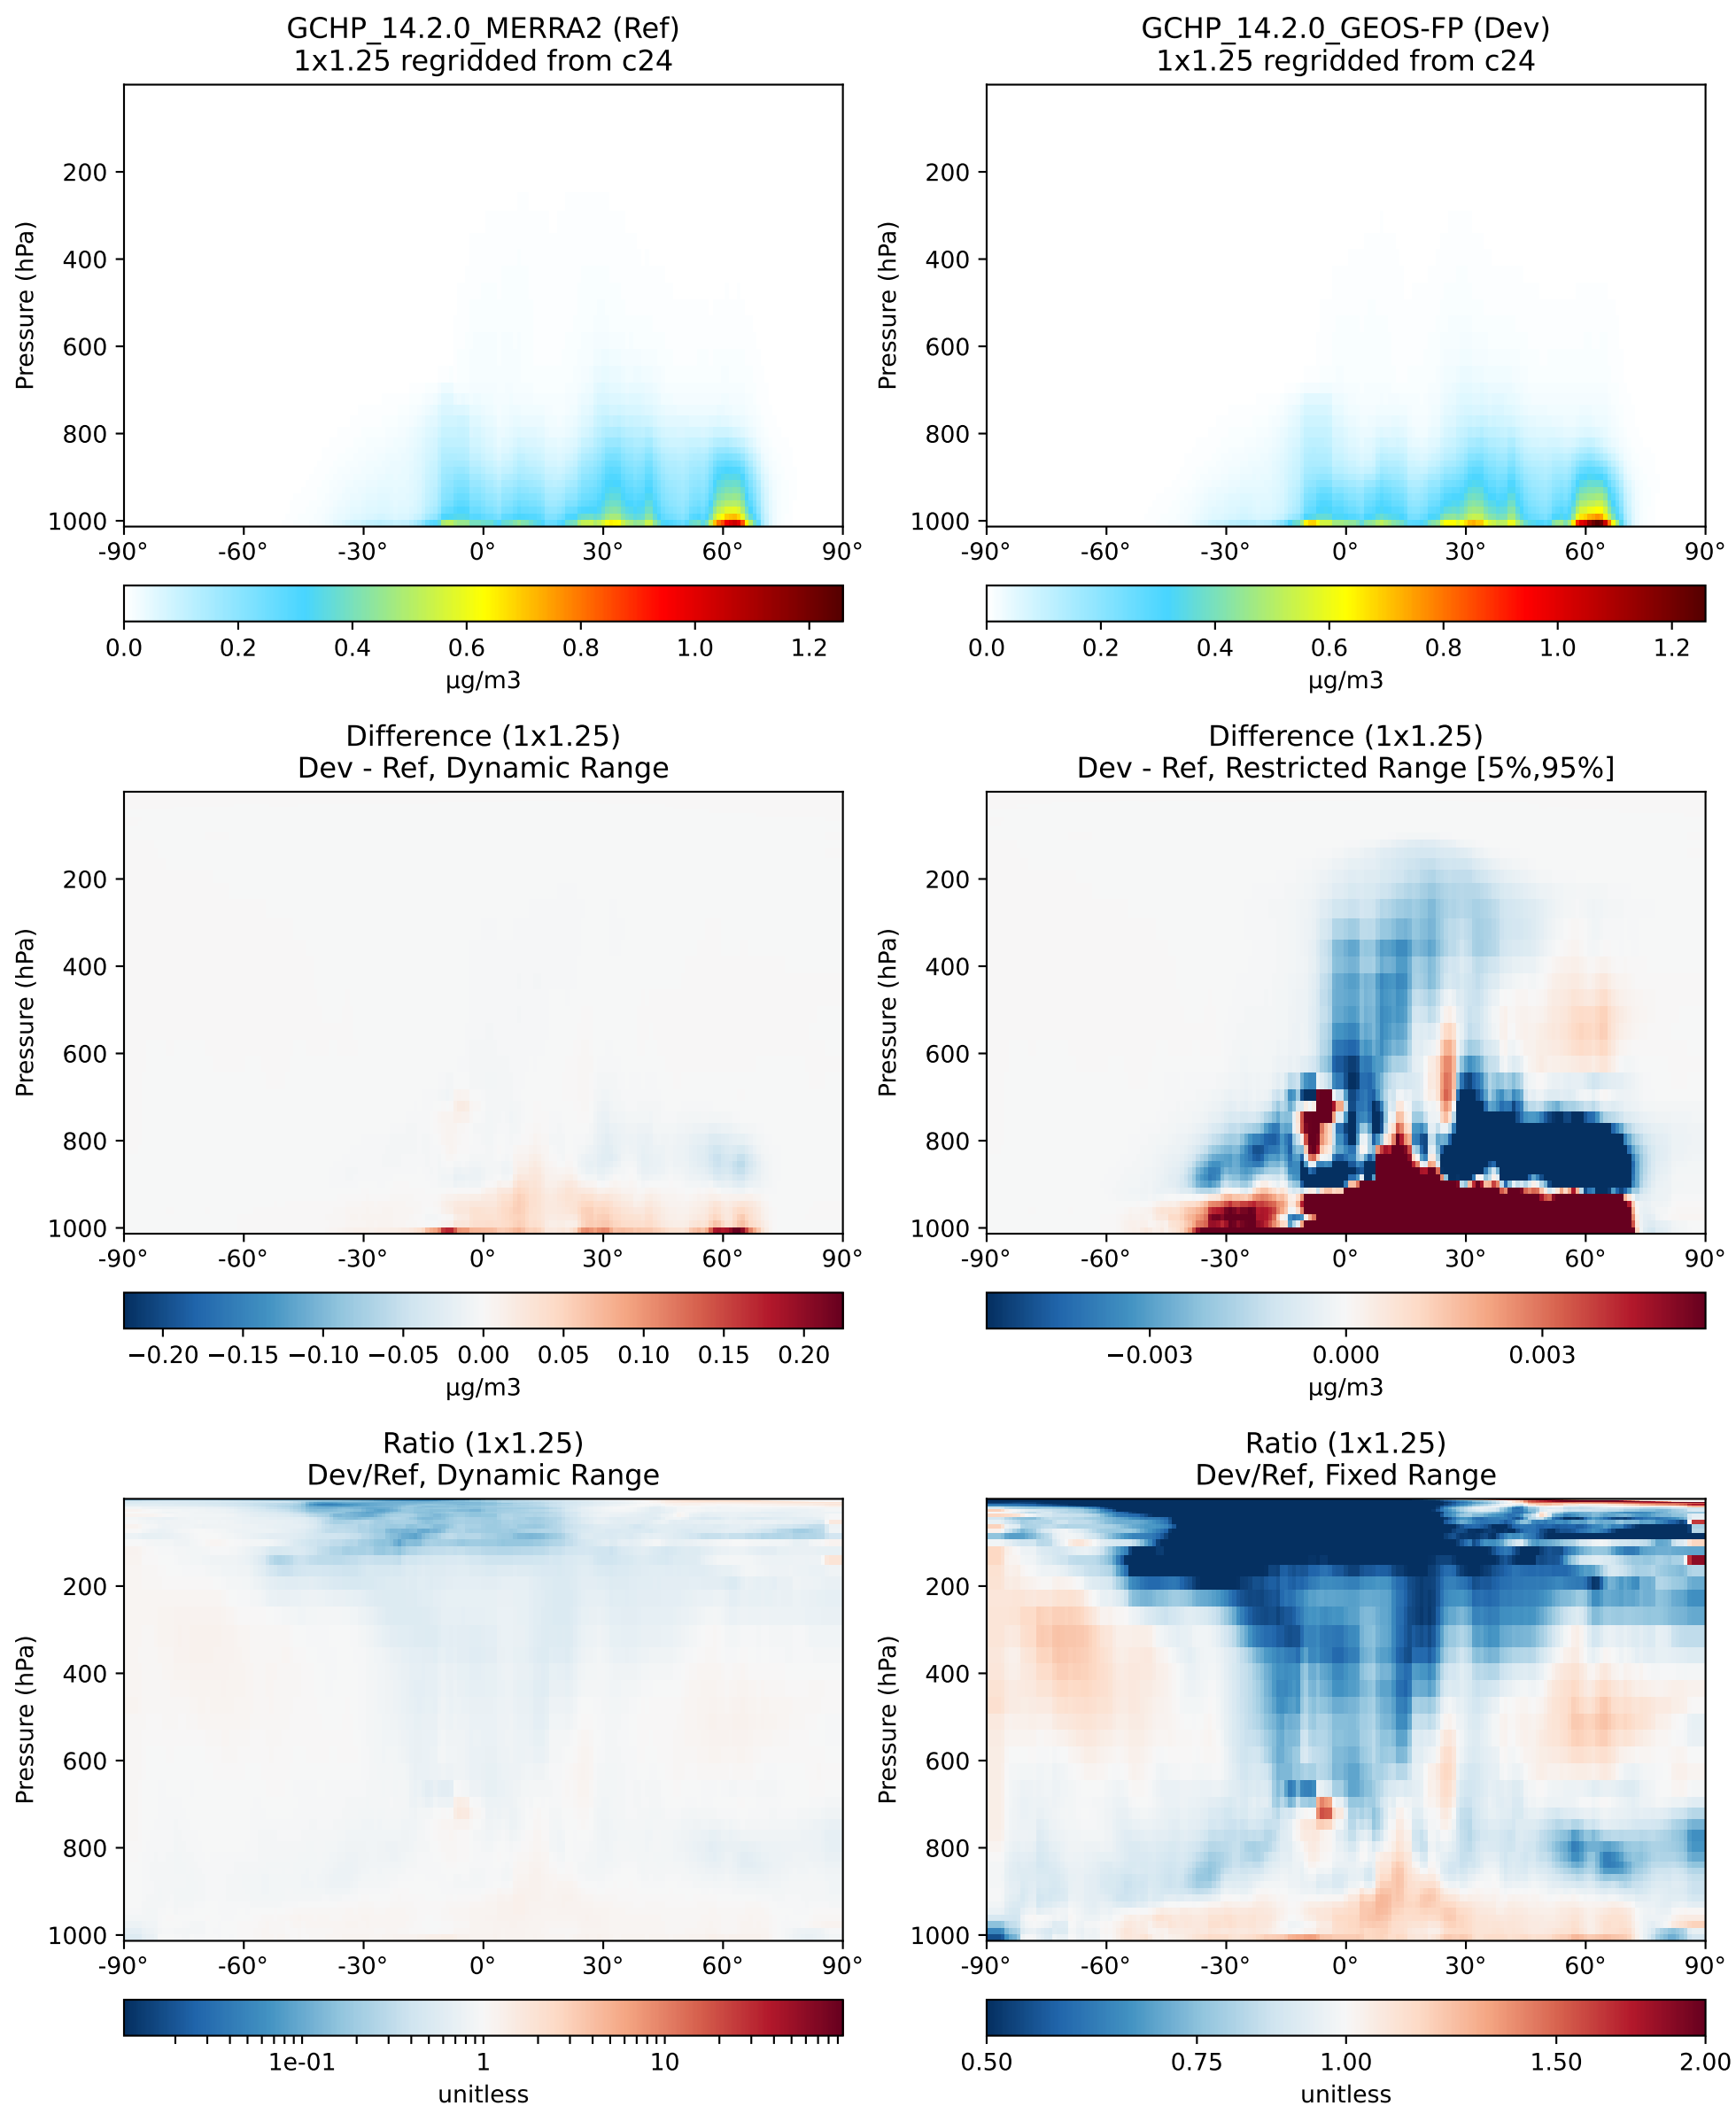 GCHP_14.2.0_MERRA2 (Ref)
1x1.25 regridded from c24
Pressure (hPa)
200
400
600
800
1000
-90° -60° -30° 0° 30° 60° 90°
0.0 0.2 0.4 0.6 0.8 1.0 1.2
μg/m3
GCHP_14.2.0_GEOS-FP (Dev)
1x1.25 regridded from c24
Pressure (hPa)
200
400
600
800
1000
-90° -60° -30° 0° 30° 60° 90°
0.0 0.2 0.4 0.6 0.8 1.0 1.2
μg/m3
Difference (1x1.25)
Dev - Ref, Dynamic Range
Pressure (hPa)
200
400
600
800
1000
-90° -60° -30° 0° 30° 60° 90°
−0.20 −0.15 −0.10 −0.05 0.00 0.05 0.10 0.15 0.20
μg/m3
Difference (1x1.25)
Dev - Ref, Restricted Range [5%,95%]
Pressure (hPa)
200
400
600
800
1000
-90° -60° -30° 0° 30° 60° 90°
−0.003 0.000 0.003
μg/m3
Ratio (1x1.25)
Dev/Ref, Dynamic Range
Pressure (hPa)
200
400
600
800
1000
-90° -60° -30° 0° 30° 60° 90°
1e-01 1 10
unitless
Ratio (1x1.25)
Dev/Ref, Fixed Range
Pressure (hPa)
200
400
600
800
1000
-90° -60° -30° 0° 30° 60° 90°
0.50 0.75 1.00 1.50 2.00
unitless